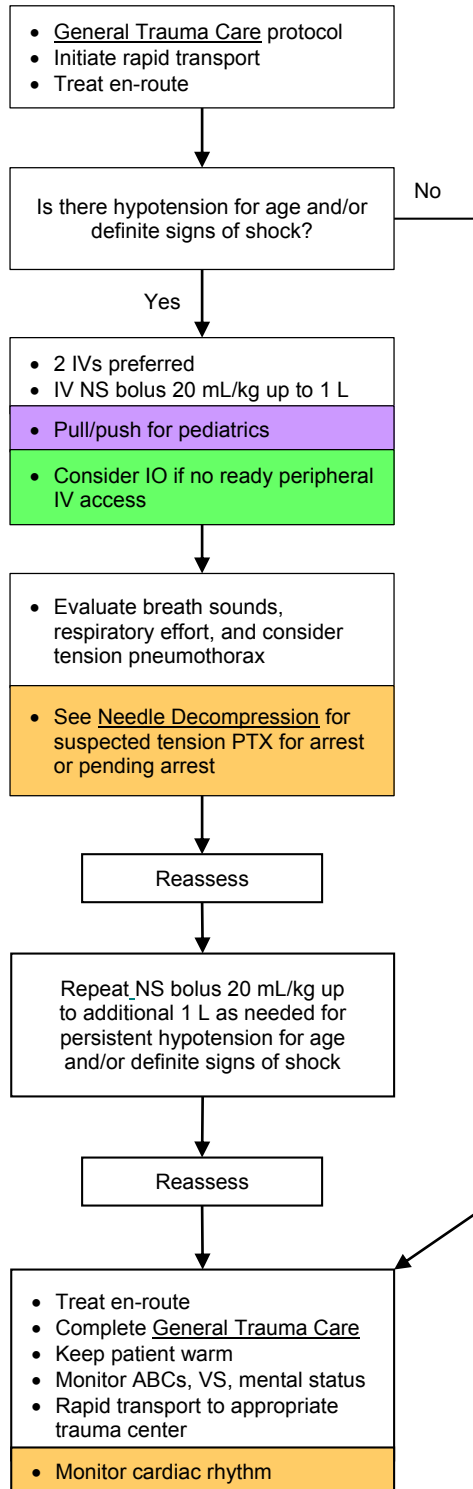 • General Trauma Care protocol
• Initiate rapid transport
• Treat en-route
Is there hypotension for age and/or
definite signs of shock?
No
Yes
• 2 IVs preferred
• IV NS bolus 20 mL/kg up to 1 L
• Pull/push for pediatrics
• Consider IO if no ready peripheral
IV access
• Evaluate breath sounds,
respiratory effort, and consider
tension pneumothorax
• See Needle Decompression for
suspected tension PTX for arrest
or pending arrest
Reassess
Repeat NS bolus 20 mL/kg up
to additional 1 L as needed for
persistent hypotension for age
and/or definite signs of shock
Reassess
• Treat en-route
• Complete General Trauma Care
• Keep patient warm
• Monitor ABCs, VS, mental status
• Rapid transport to appropriate
trauma center
• Monitor cardiac rhythm